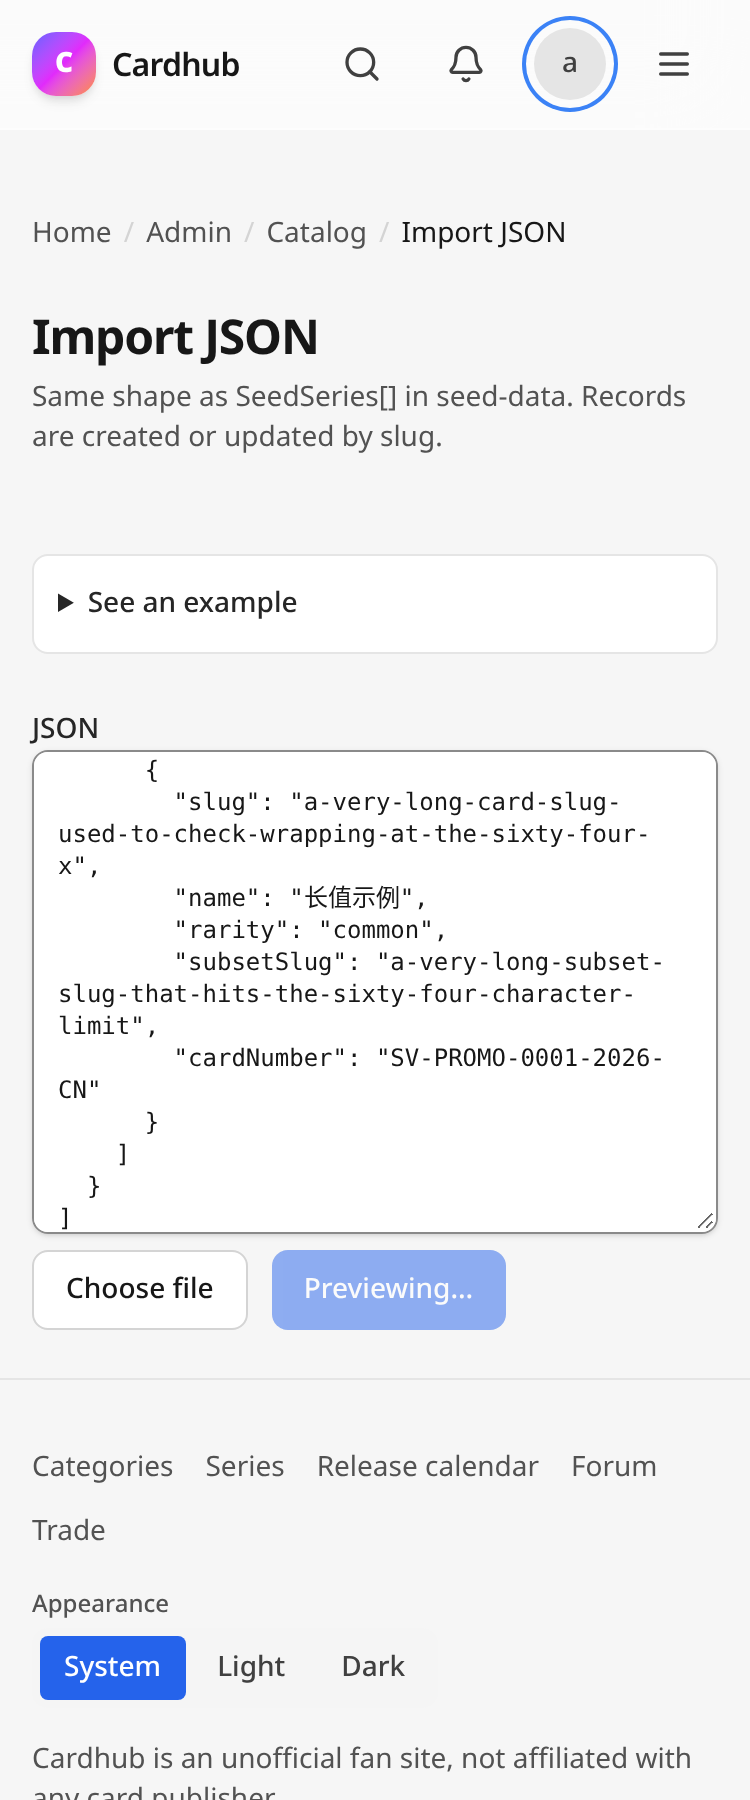 C Cardhub a
Home / Admin / Catalog / Import JSON
Import JSON
Same shape as SeedSeries[] in seed-data. Records
are created or updated by slug.
See an example
JSON
{
"slug": "a-very-long-card-slug-
used-to-check-wrapping-at-the-sixty-four-
x",
"name": "长值示例",
"rarity": "common",
"subsetSlug": "a-very-long-subset-
slug-that-hits-the-sixty-four-character-
limit",
"cardNumber": "SV-PROMO-0001-2026-
CN"
}
]
}
]
Choose file Previewing...
Categories Series Release calendar Forum
Trade
Appearance
System Light Dark
Cardhub is an unofficial fan site, not affiliated with
any card publisher.